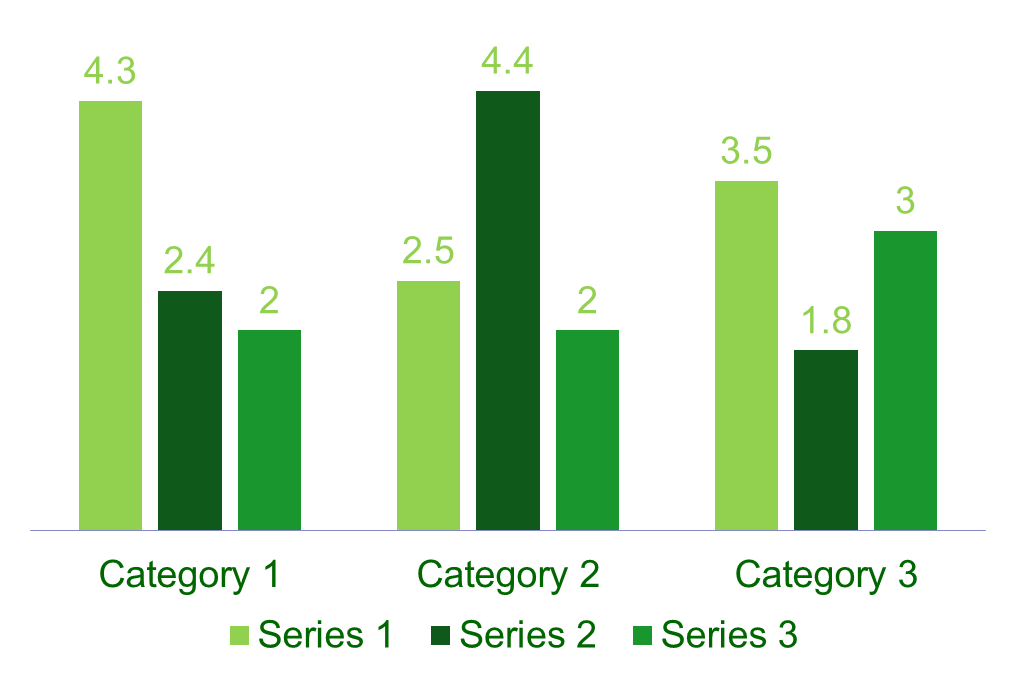 4.3
2.4
2
2.5
4.4
2
3.5
1.8
3
Category 1
Category 2
Category 3
Series 1
Series 2
Series 3